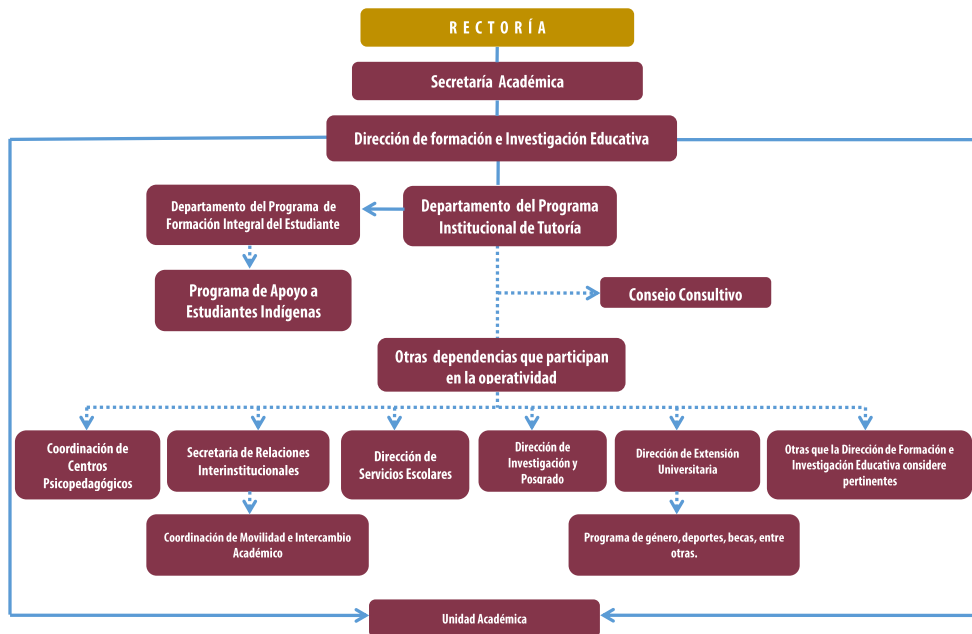 RECTORÍA
Secretaría Académica
Dirección de formación e Investigación Educativa
Departamento del Programa de
Formación Integral del Estudiante
Departamento del Programa
Institucional de Tutoría
Programa de Apoyo a
Estudiantes Indígenas
Consejo Consultivo
Otras dependencias que participan
en la operatividad
Coordinación de
Centros
Psicopedagógicos
Secretaria de Relaciones
Interinstitucionales
Dirección de
Servicios Escolares
Dirección de
Investigación y
Posgrado
Dirección de Extensión
Universitaria
Otras que la Dirección de Formación e
Investigación Educativa considere
pertinentes
Coordinación de Movilidad e Intercambio
Académico
Programa de género, deportes, becas, entre
otras.
Unidad Académica